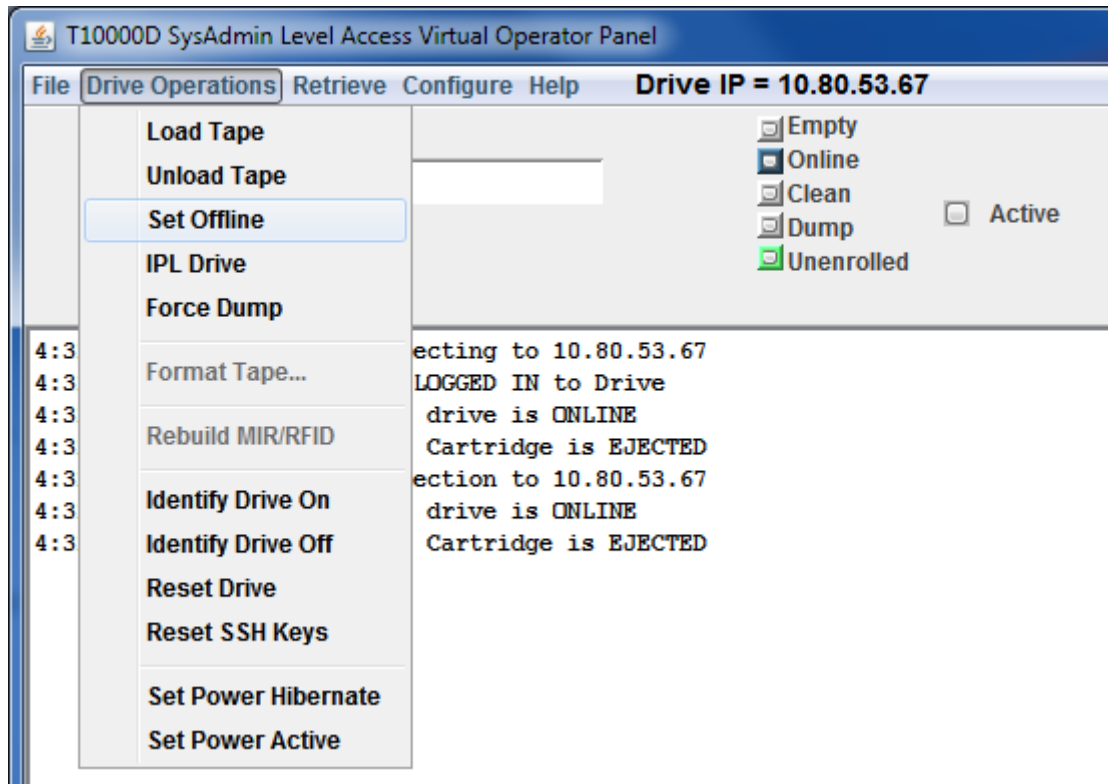 T10000D SysAdmin Level Access Virtual Operator Panel
File Drive Operations Retrieve Configure Help Drive IP = 10.80.53.67
Load Tape
Unload Tape
Set Offline
IPL Drive
Force Dump
Format Tape...
Rebuild MIR/RFID
Identify Drive On
Identify Drive Off
Reset Drive
Reset SSH Keys
Set Power Hibernate
Set Power Active
Empty
Online
Clean
Dump
Unenrolled
Active
4:3 ecting to 10.80.53.67
4:3 LOGGED IN to Drive
4:3 drive is ONLINE
4:3 Cartridge is EJECTED
4:3 ection to 10.80.53.67
4:3 drive is ONLINE
4:3 Cartridge is EJECTED